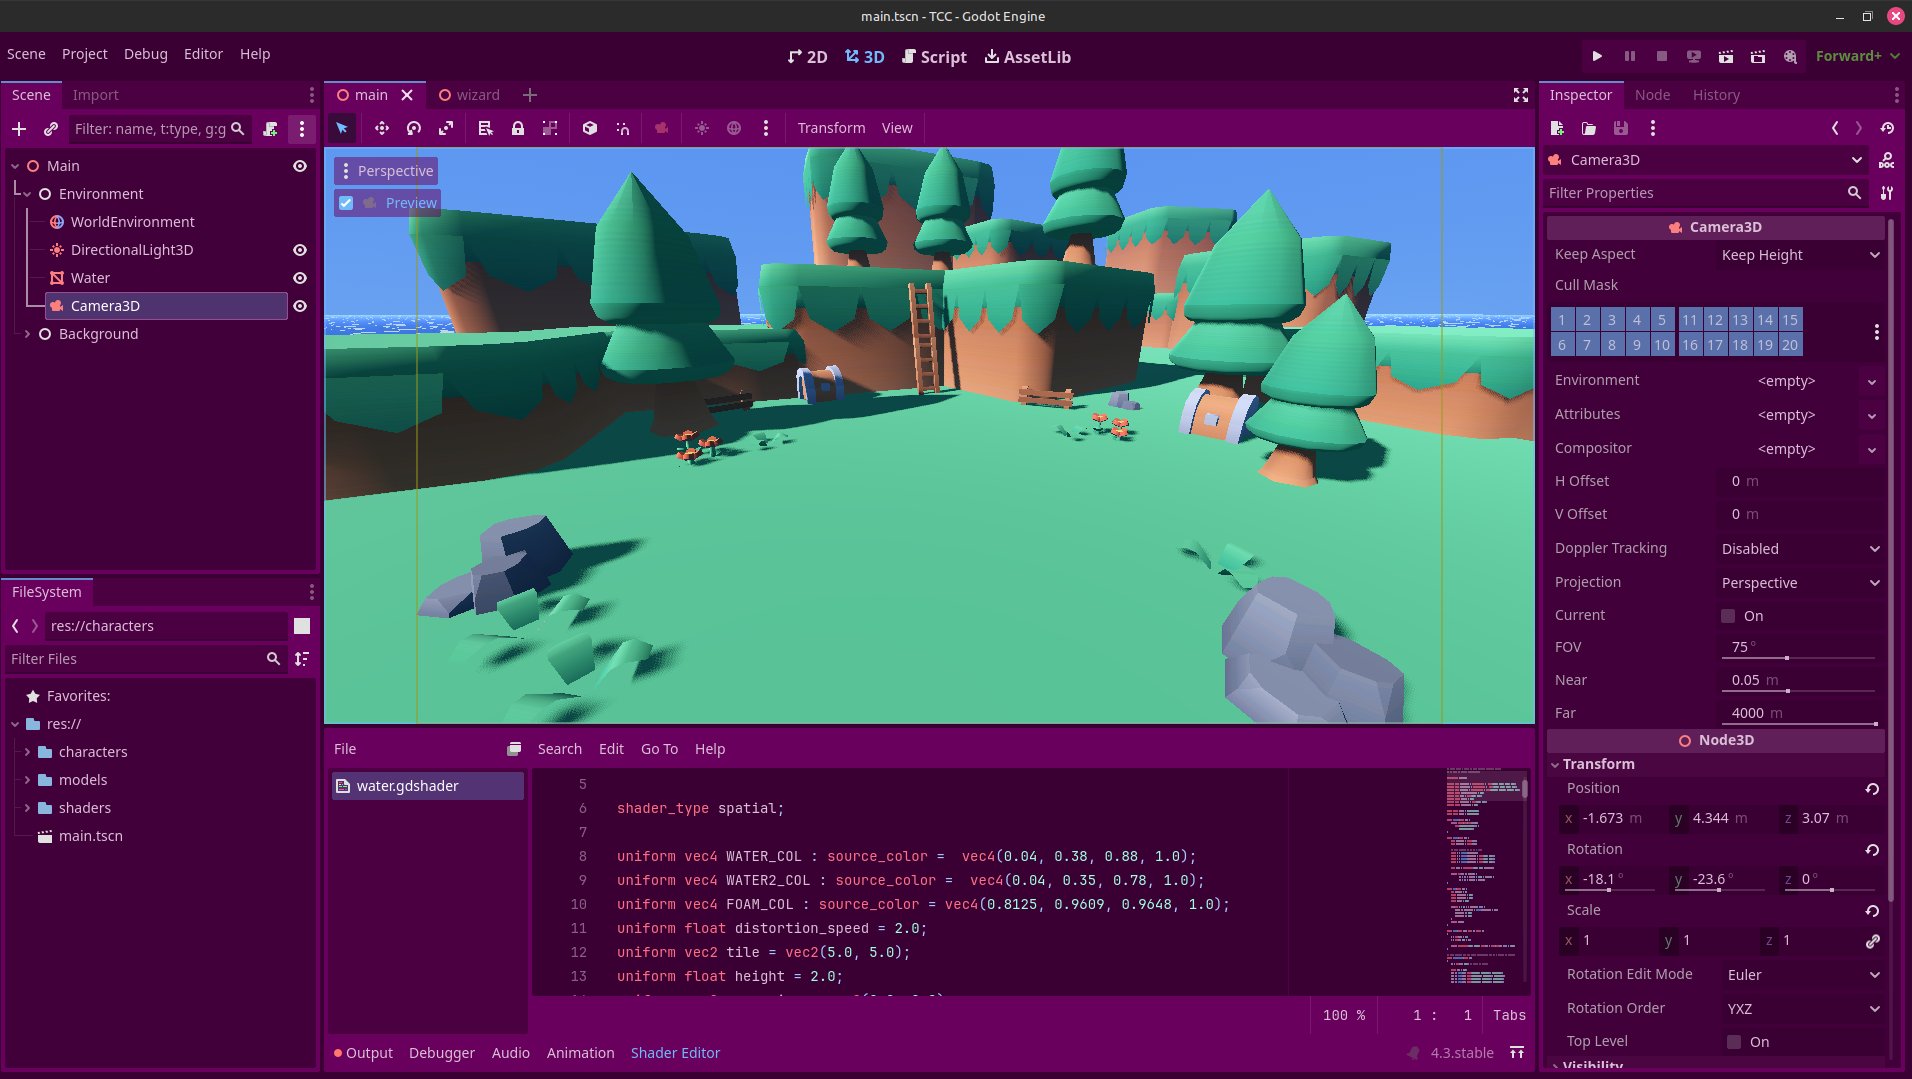 main.tscn - TCC - Godot Engine
Scene Project Debug Editor Help
2D 3D Script AssetLib
Forward+
Scene Import
Filter: name, t:type, g:g
Main
Environment
WorldEnvironment
DirectionalLight3D
Water
Camera3D
Background
FileSystem
res://characters
Filter Files
Favorites:
res://
characters
models
shaders
main.tscn
main wizard
Transform View
Perspective
Preview
File Search Edit Go To Help
water.gdshader
5
6 shader_type spatial;
7
8 uniform vec4 WATER_COL : source_color =  vec4(0.04, 0.38, 0.88, 1.0);
9 uniform vec4 WATER2_COL : source_color =  vec4(0.04, 0.35, 0.78, 1.0);
10 uniform vec4 FOAM_COL : source_color = vec4(0.8125, 0.9609, 0.9648, 1.0);
11 uniform float distortion_speed = 2.0;
12 uniform vec2 tile = vec2(5.0, 5.0);
13 uniform float height = 2.0;
100 % 1 : 1 Tabs
Output Debugger Audio Animation Shader Editor
4.3.stable
Inspector Node History
Camera3D
DOC
Filter Properties
Camera3D
Keep Aspect Keep Height
Cull Mask
1 2 3 4 5 11 12 13 14 15
6 7 8 9 10 16 17 18 19 20
Environment <empty>
Attributes <empty>
Compositor <empty>
H Offset 0 m
V Offset 0 m
Doppler Tracking Disabled
Projection Perspective
Current On
FOV 75 °
Near 0.05 m
Far 4000 m
Node3D
Transform
Position
x -1.673 m y 4.344 m z 3.07 m
Rotation
x -18.1 ° y -23.6 ° z 0 °
Scale
x 1 y 1 z 1
Rotation Edit Mode Euler
Rotation Order YXZ
Top Level On
Visibility